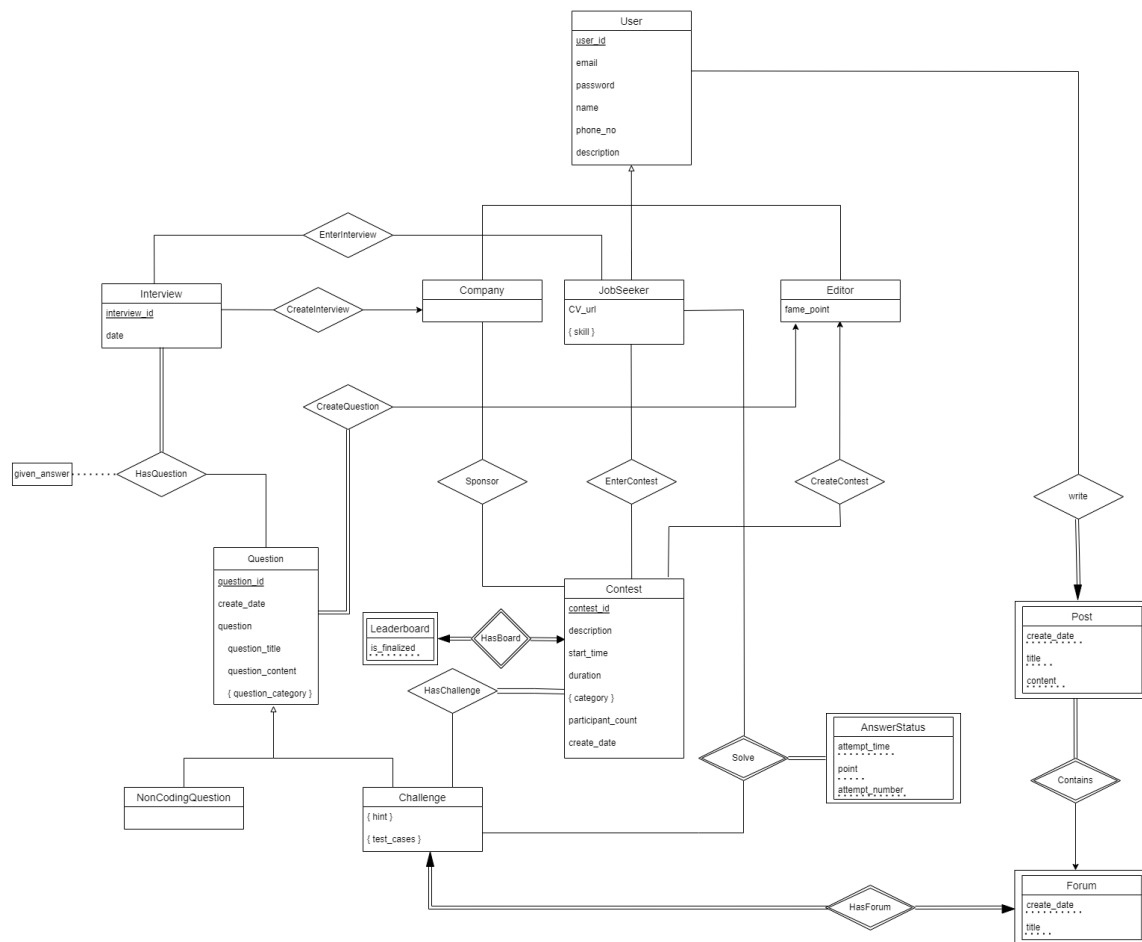 User
user_id
email
password
name
phone_no
description
EnterInterview
Interview
interview_id
date
CreateInterview
Company
JobSeeker
CV_url
{ skill }
Editor
fame_point
CreateQuestion
given_answer
HasQuestion
Sponsor
EnterContest
CreateContest
write
Question
question_id
create_date
question
question_title
question_content
{ question_category }
Contest
contest_id
description
start_time
duration
{ category }
participant_count
create_date
Leaderboard
is_finalized
HasBoard
HasChallenge
Post
create_date
title
content
AnswerStatus
attempt_time
point
attempt_number
Solve
Contains
NonCodingQuestion
Challenge
{ hint }
{ test_cases }
HasForum
Forum
create_date
title